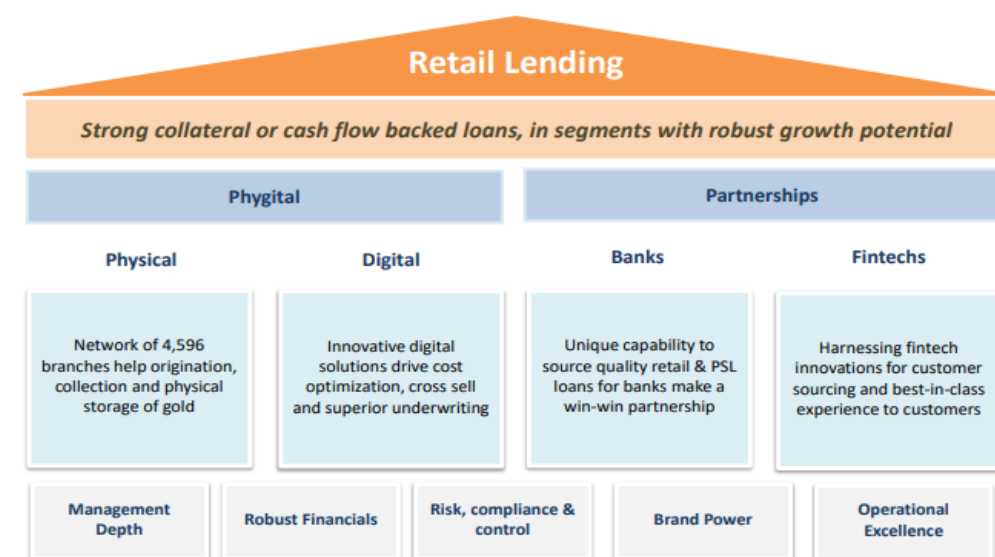 Retail Lending
Strong collateral or cash flow backed loans, in segments with robust growth potential
Phygital
Partnerships
Physical
Digital
Banks
Fintechs
Network of 4,596
branches help origination,
collection and physical
storage of gold
Innovative digital
solutions drive cost
optimization, cross sell
and superior underwriting
Unique capability to
source quality retail & PSL
loans for banks make a
win-win partnership
Harnessing fintech
innovations for customer
sourcing and best-in-class
experience to customers
Management
Depth
Robust Financials
Risk, compliance &
control
Brand Power
Operational
Excellence